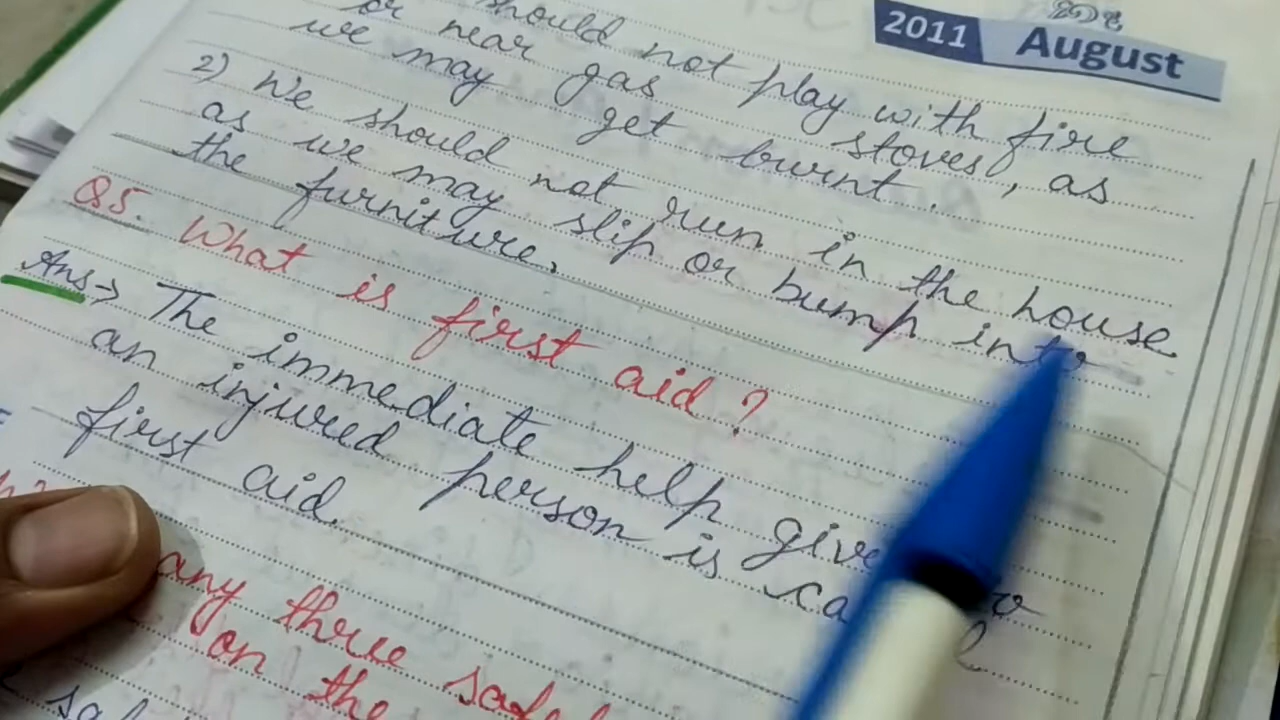 2011 August
should not play with fire
or near gas stoves, as
we may get burnt.
2) We should not run in the house
as we may slip or bump into
the furniture.
Q5. What is first aid?
Ans→ The immediate help give
an injured person is ca
first aid.
any three
on the